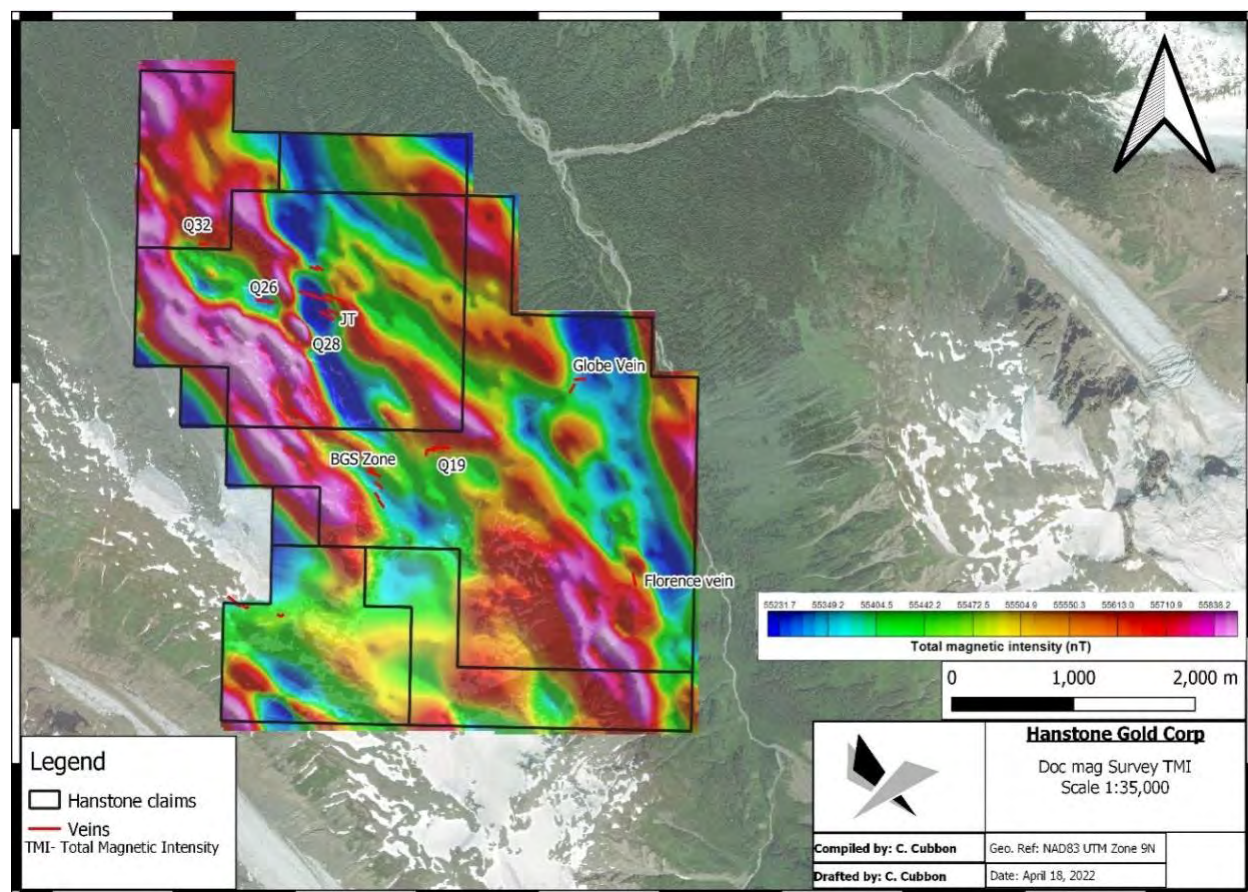 Q32
Q26
JT
Q28
Globe Vein
BGS Zone
Q19
Florence vein
55231.7 55349.2 55404.5 55442.2 55472.5 55504.9 55550.3 55613.0 55710.9 55838.2
Total magnetic intensity (nT)
0 1,000 2,000 m
Legend
Hanstone claims
Veins
TMI- Total Magnetic Intensity
Hanstone Gold Corp
Doc mag Survey TMI
Scale 1:35,000
Compiled by: C. Cubbon
Geo. Ref: NAD83 UTM Zone 9N
Drafted by: C. Cubbon
Date: April 18, 2022